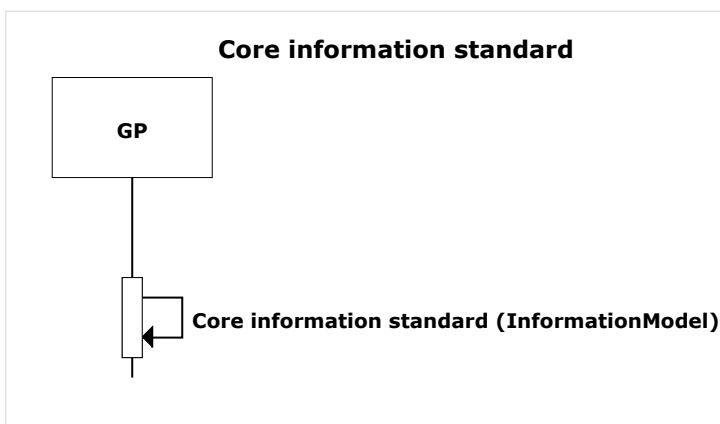 Core information standard
GP
Core information standard (InformationModel)